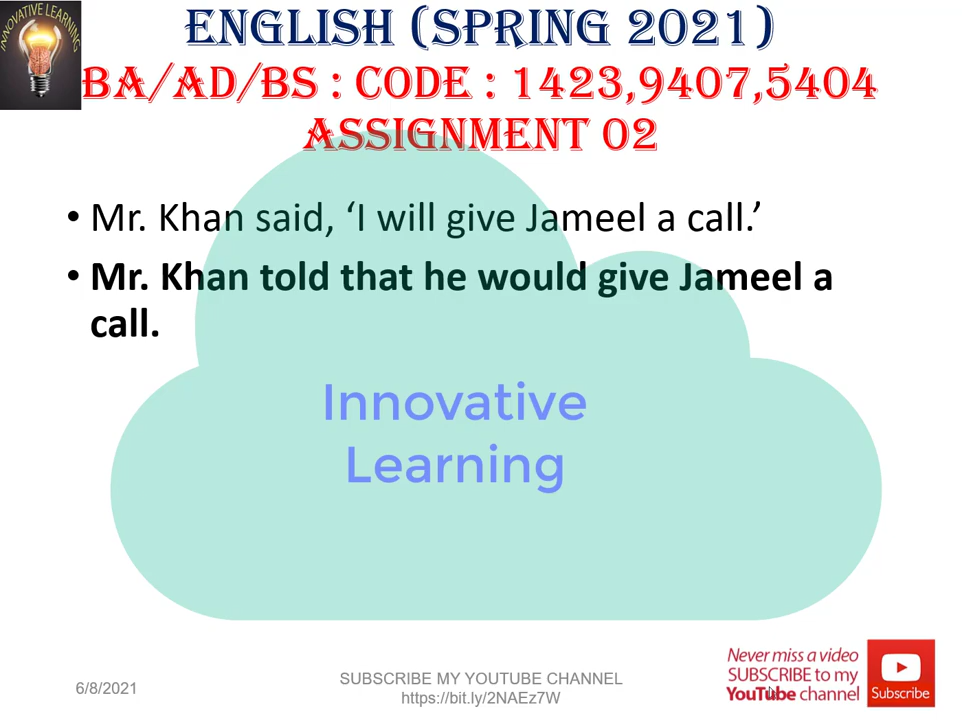 INNOVATIVE LEARNING
ENGLISH (SPRING 2021)
BA/AD/BS : CODE : 1423,9407,5404
ASSIGNMENT 02
• Mr. Khan said, ‘I will give Jameel a call.’
• Mr. Khan told that he would give Jameel a
call.
Innovative
Learning
6/8/2021
SUBSCRIBE MY YOUTUBE CHANNEL
https://bit.ly/2NAEz7W
Never miss a video
SUBSCRIBE to my
YouTube channel
Subscribe